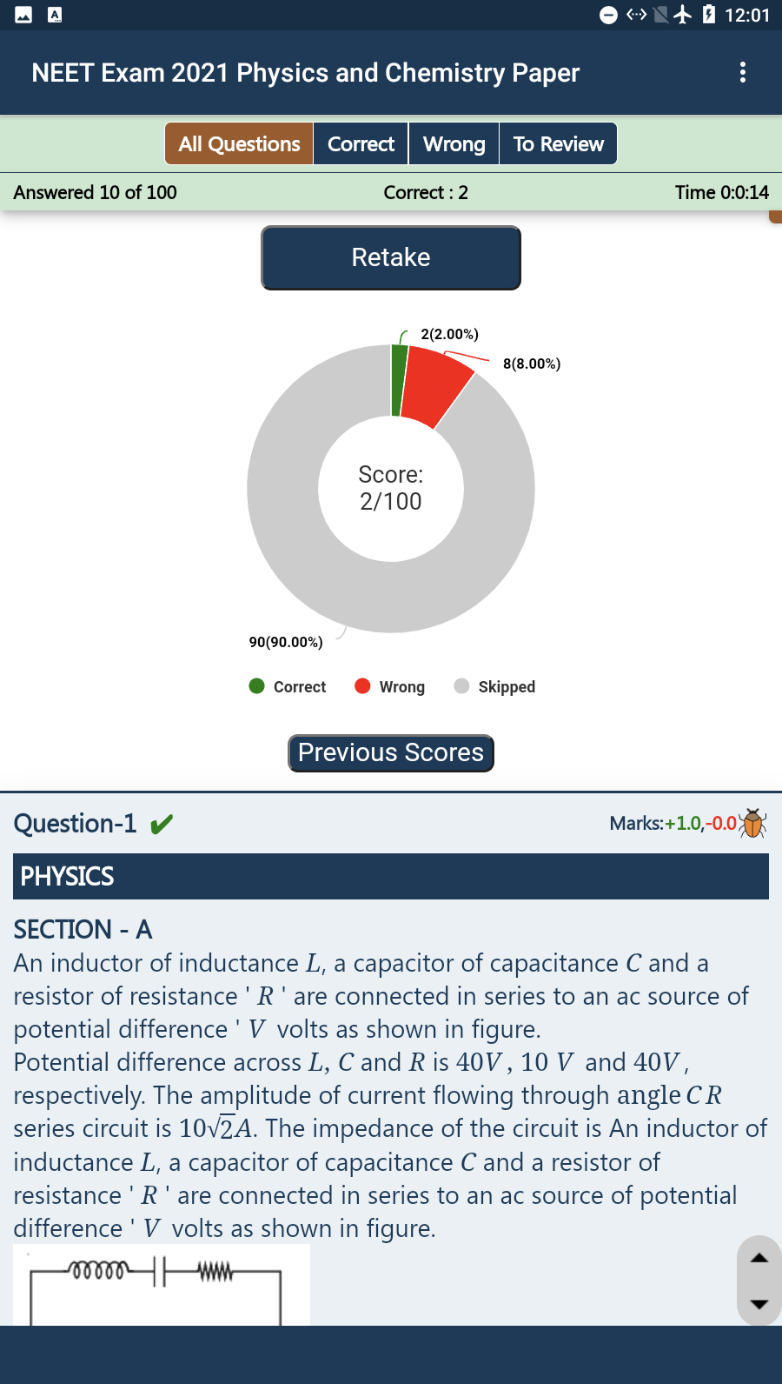 A
12:01
NEET Exam 2021 Physics and Chemistry Paper
All Questions Correct Wrong To Review
Answered 10 of 100 Correct : 2 Time 0:0:14
Retake
2(2.00%)
8(8.00%)
Score:
2/100
90(90.00%)
Correct Wrong Skipped
Previous Scores
Question-1 Marks:+1.0,-0.0
PHYSICS
SECTION - A
An inductor of inductance L, a capacitor of capacitance C and a
resistor of resistance ' R ' are connected in series to an ac source of
potential difference ' V volts as shown in figure.
Potential difference across L, C and R is 40V, 10 V and 40V,
respectively. The amplitude of current flowing through angle CR
series circuit is 10√2A. The impedance of the circuit is An inductor of
inductance L, a capacitor of capacitance C and a resistor of
resistance ' R ' are connected in series to an ac source of potential
difference ' V volts as shown in figure.